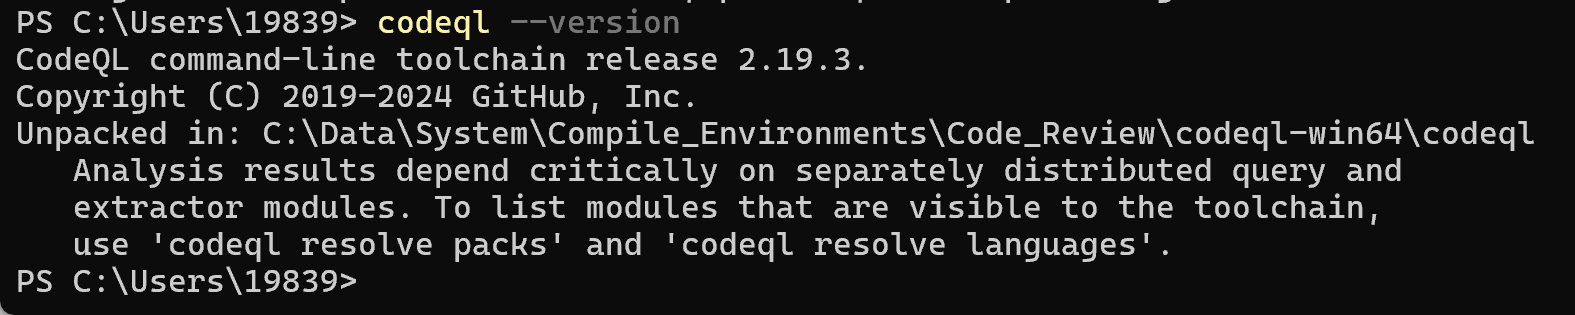 PS C:\Users\19839> codeql --version
CodeQL command-line toolchain release 2.19.3.
Copyright (C) 2019-2024 GitHub, Inc.
Unpacked in: C:\Data\System\Compile_Environments\Code_Review\codeql-win64\codeql
   Analysis results depend critically on separately distributed query and
   extractor modules. To list modules that are visible to the toolchain,
   use 'codeql resolve packs' and 'codeql resolve languages'.
PS C:\Users\19839>